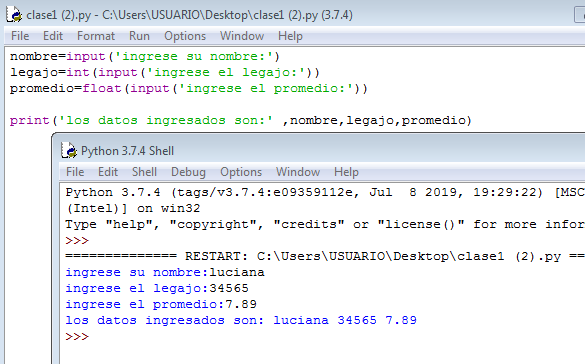 clase1 (2).py - C:\Users\USUARIO\Desktop\clase1 (2).py (3.7.4)
File Edit Format Run Options Window Help
nombre=input('ingrese su nombre:')
legajo=int(input('ingrese el legajo:'))
promedio=float(input('ingrese el promedio:'))
print('los datos ingresados son:' ,nombre,legajo,promedio)
Python 3.7.4 Shell
File Edit Shell Debug Options Window Help
Python 3.7.4 (tags/v3.7.4:e09359112e, Jul  8 2019, 19:29:22) [MSC
(Intel)] on win32
Type "help", "copyright", "credits" or "license()" for more infor
>>>
============== RESTART: C:\Users\USUARIO\Desktop\clase1 (2).py ==
ingrese su nombre:luciana
ingrese el legajo:34565
ingrese el promedio:7.89
los datos ingresados son: luciana 34565 7.89
>>>